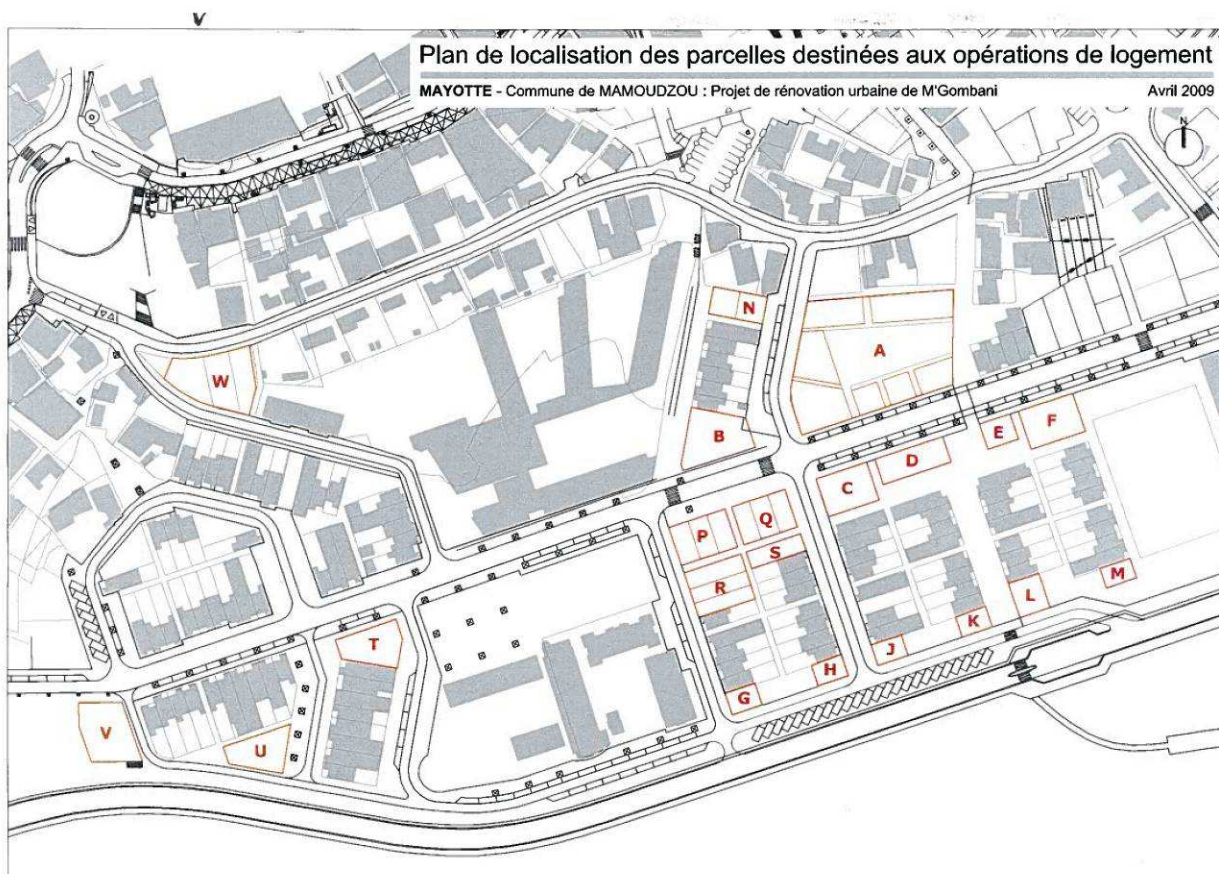 V
Plan de localisation des parcelles destinées aux opérations de logement
MAYOTTE - Commune de MAMOUDZOU : Projet de rénovation urbaine de M'Gombani Avril 2009
N
N
A
W
B
F
E
D
C
Q
P
S
R
M
L
K
J
T
H
G
V
U